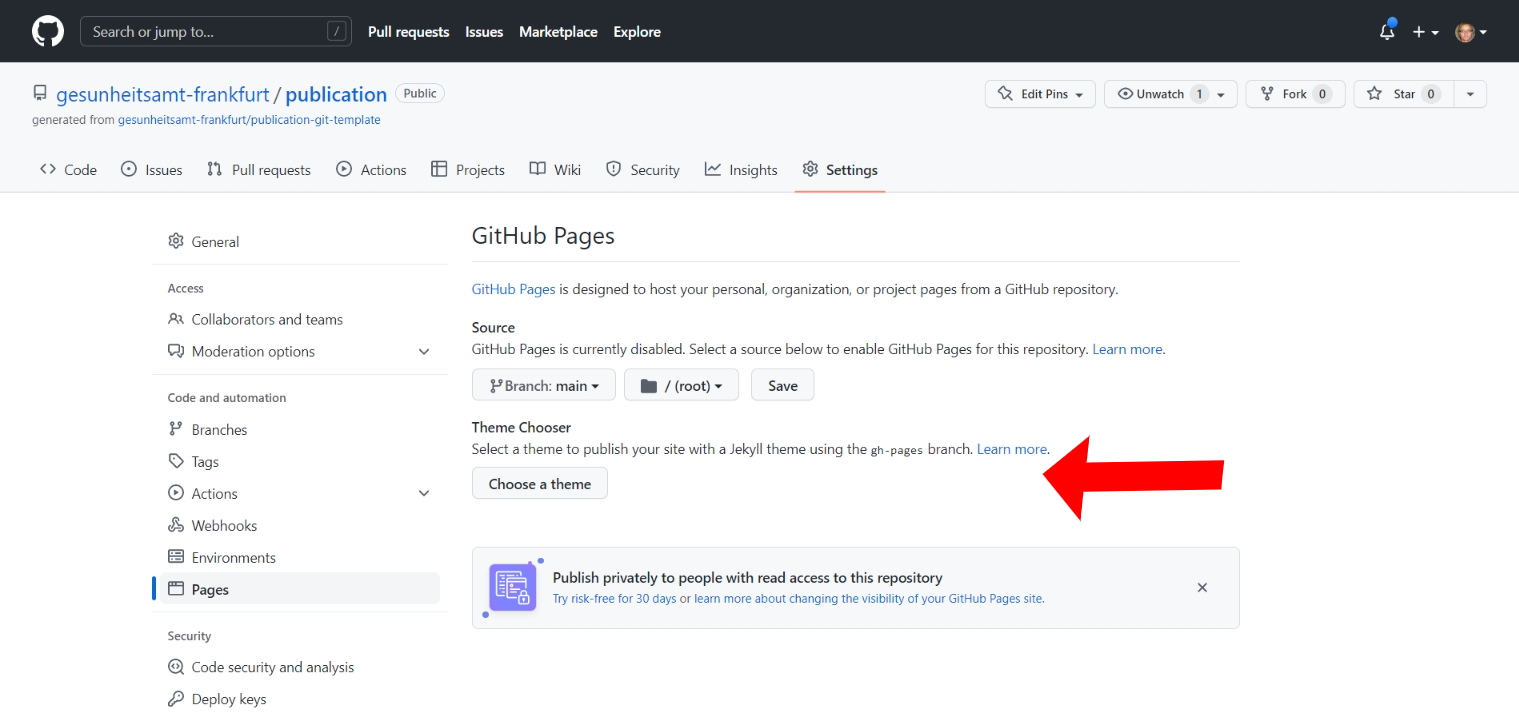 Search or jump to... /
Pull requests Issues Marketplace Explore
gesunheitsamt-frankfurt / publication Public
generated from gesunheitsamt-frankfurt/publication-git-template
Edit Pins Unwatch 1 Fork 0 Star 0
Code Issues Pull requests Actions Projects Wiki Security Insights Settings
General
Access
Collaborators and teams
Moderation options
Code and automation
Branches
Tags
Actions
Webhooks
Environments
Pages
Security
Code security and analysis
Deploy keys
GitHub Pages
GitHub Pages is designed to host your personal, organization, or project pages from a GitHub repository.
Source
GitHub Pages is currently disabled. Select a source below to enable GitHub Pages for this repository. Learn more.
Branch: main / (root) Save
Theme Chooser
Select a theme to publish your site with a Jekyll theme using the gh-pages branch. Learn more.
Choose a theme
Publish privately to people with read access to this repository
Try risk-free for 30 days or learn more about changing the visibility of your GitHub Pages site.